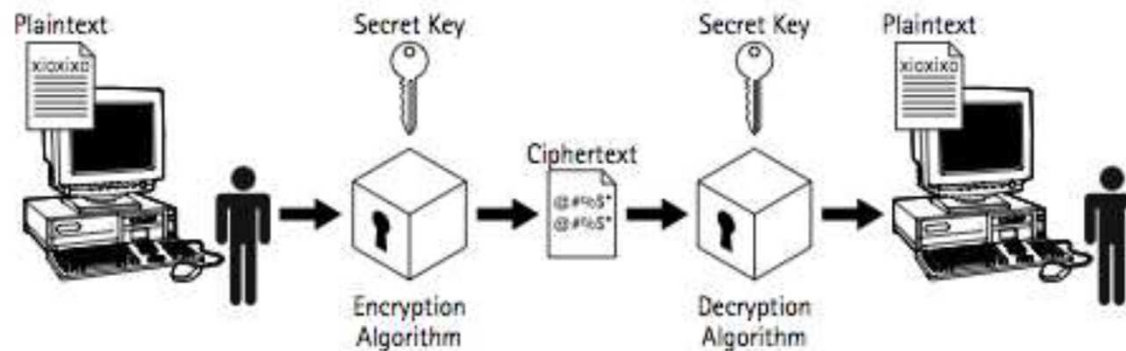 Plaintext
xioxixo
Secret Key
Encryption
Algorithm
Ciphertext
@#%$*
@#%$*
Secret Key
Decryption
Algorithm
Plaintext
xioxixo